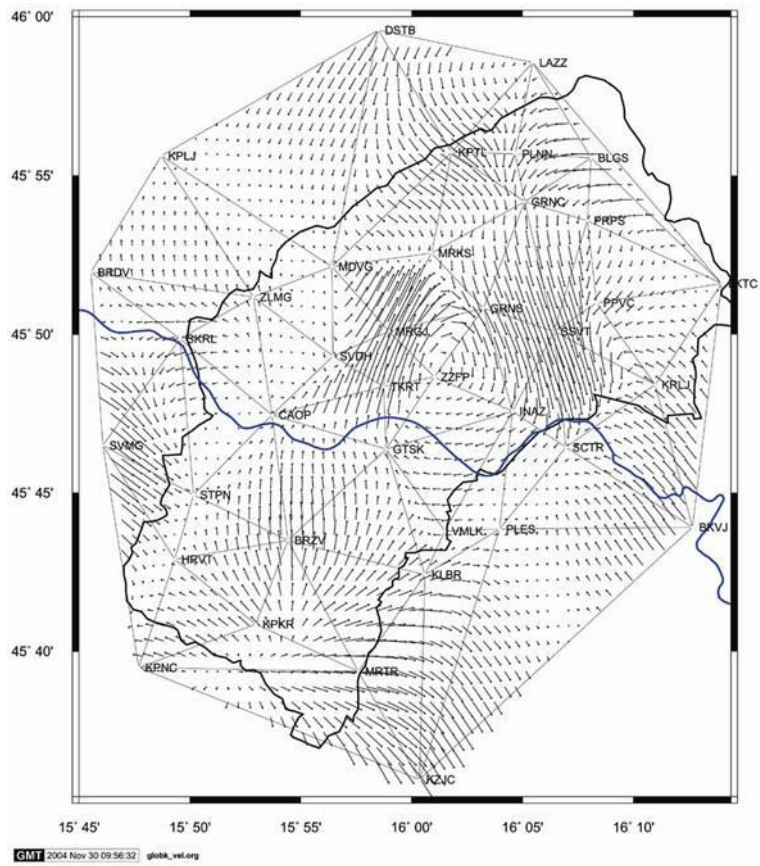 46° 00'
DSTB
LAZZ
KPTL
PLNN
BLGS
KPLJ
45° 55'
GRNC
PRPS
MRKS
MDVG
BRDV
KTC
ZLMG
GRNS
PPVC
45° 50'
BKRL
MRGJ
SSVT
SVDH
ZZFP
TKRT
KRLJ
CAOP
JNAZ
SVMG
GTSK
SCTR
45° 45'
STPN
BRZV
VMLK
PLES
BKVJ
HRVT
KLBR
KPKR
45° 40'
KPNC
MRTR
KZJC
15° 45' 15° 50' 15° 55' 16° 00' 16° 05' 16° 10'
GMT 2004 Nov 30 09:56:32 globk_vel.org